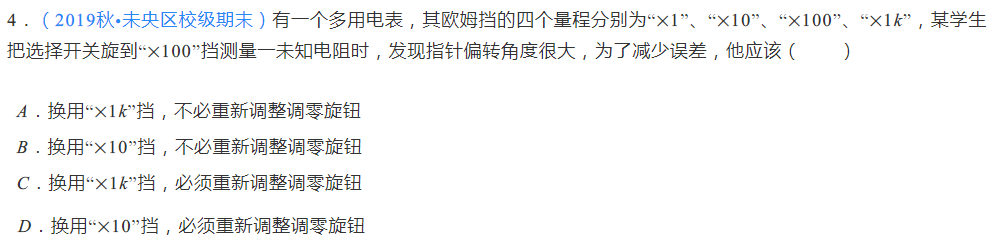 4．（2019秋•未央区校级期末）有一个多用电表，其欧姆挡的四个量程分别为“×1”、“×10”、“×100”、“×1k”，某学生
把选择开关旋到“×100”挡测量一未知电阻时，发现指针偏转角度很大，为了减少误差，他应该（　　）
A．换用“×1k”挡，不必重新调整调零旋钮
B．换用“×10”挡，不必重新调整调零旋钮
C．换用“×1k”挡，必须重新调整调零旋钮
D．换用“×10”挡，必须重新调整调零旋钮